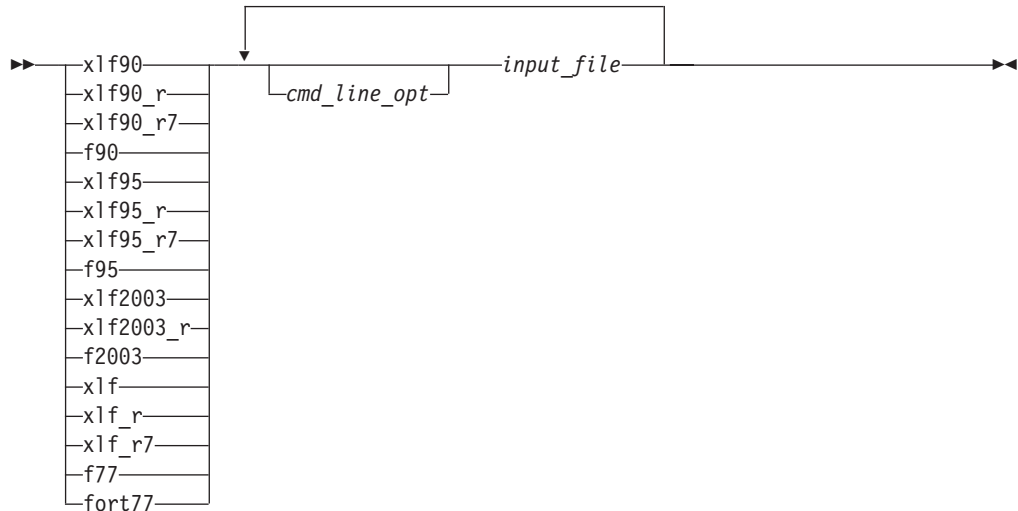 xlf90 input_file
xlf90_r cmd_line_opt
xlf90_r7
f90
xlf95
xlf95_r
xlf95_r7
f95
xlf2003
xlf2003_r
f2003
xlf
xlf_r
xlf_r7
f77
fort77